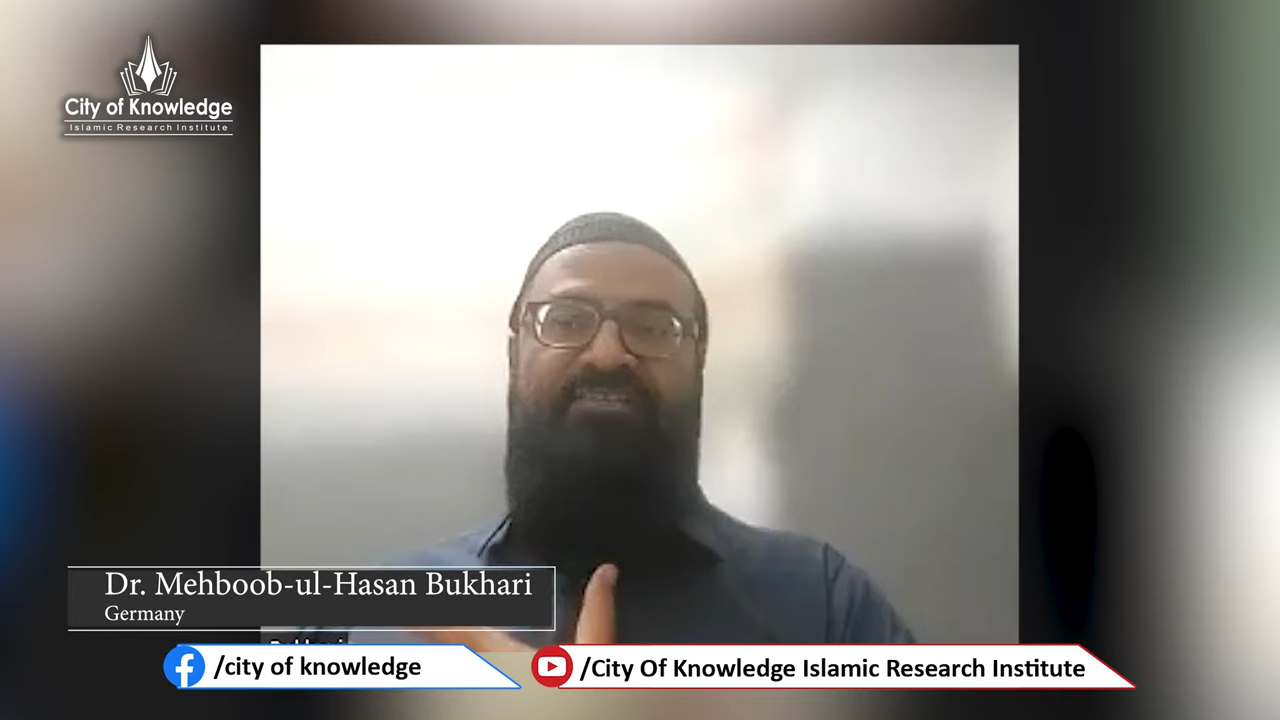 City of Knowledge
Islamic Research Institute
Dr. Mehboob-ul-Hasan Bukhari
Germany
/city of knowledge
/City Of Knowledge Islamic Research Institute